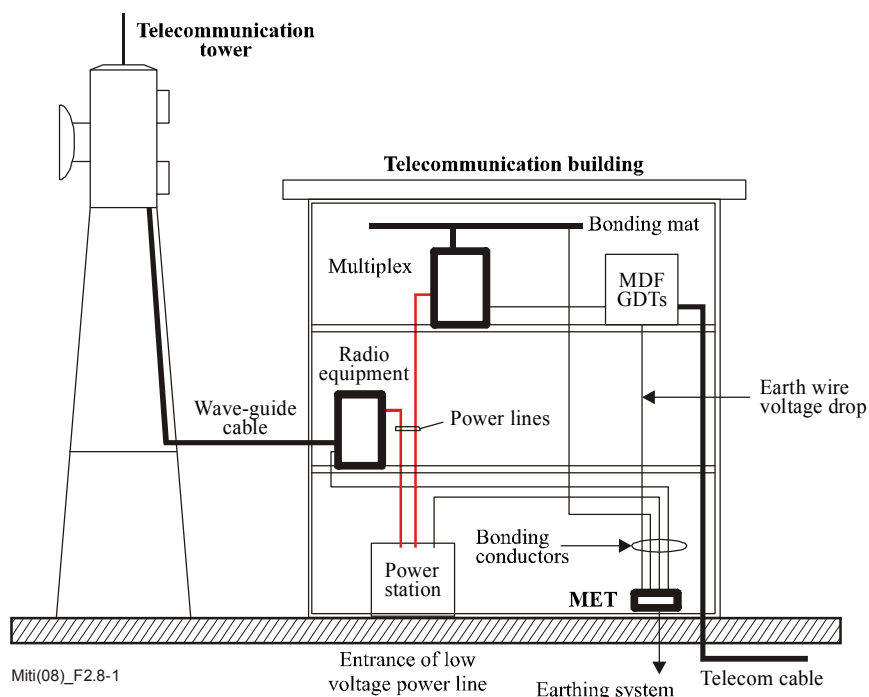 Telecommunication
tower
Telecommunication building
Bonding mat
Multiplex
MDF
GDTs
Radio
equipment
Wave-guide
cable
Power lines
Earth wire
voltage drop
Bonding
conductors
Power
station
MET
Entrance of low
voltage power line
Earthing system
Telecom cable
Miti(08)_F2.8-1